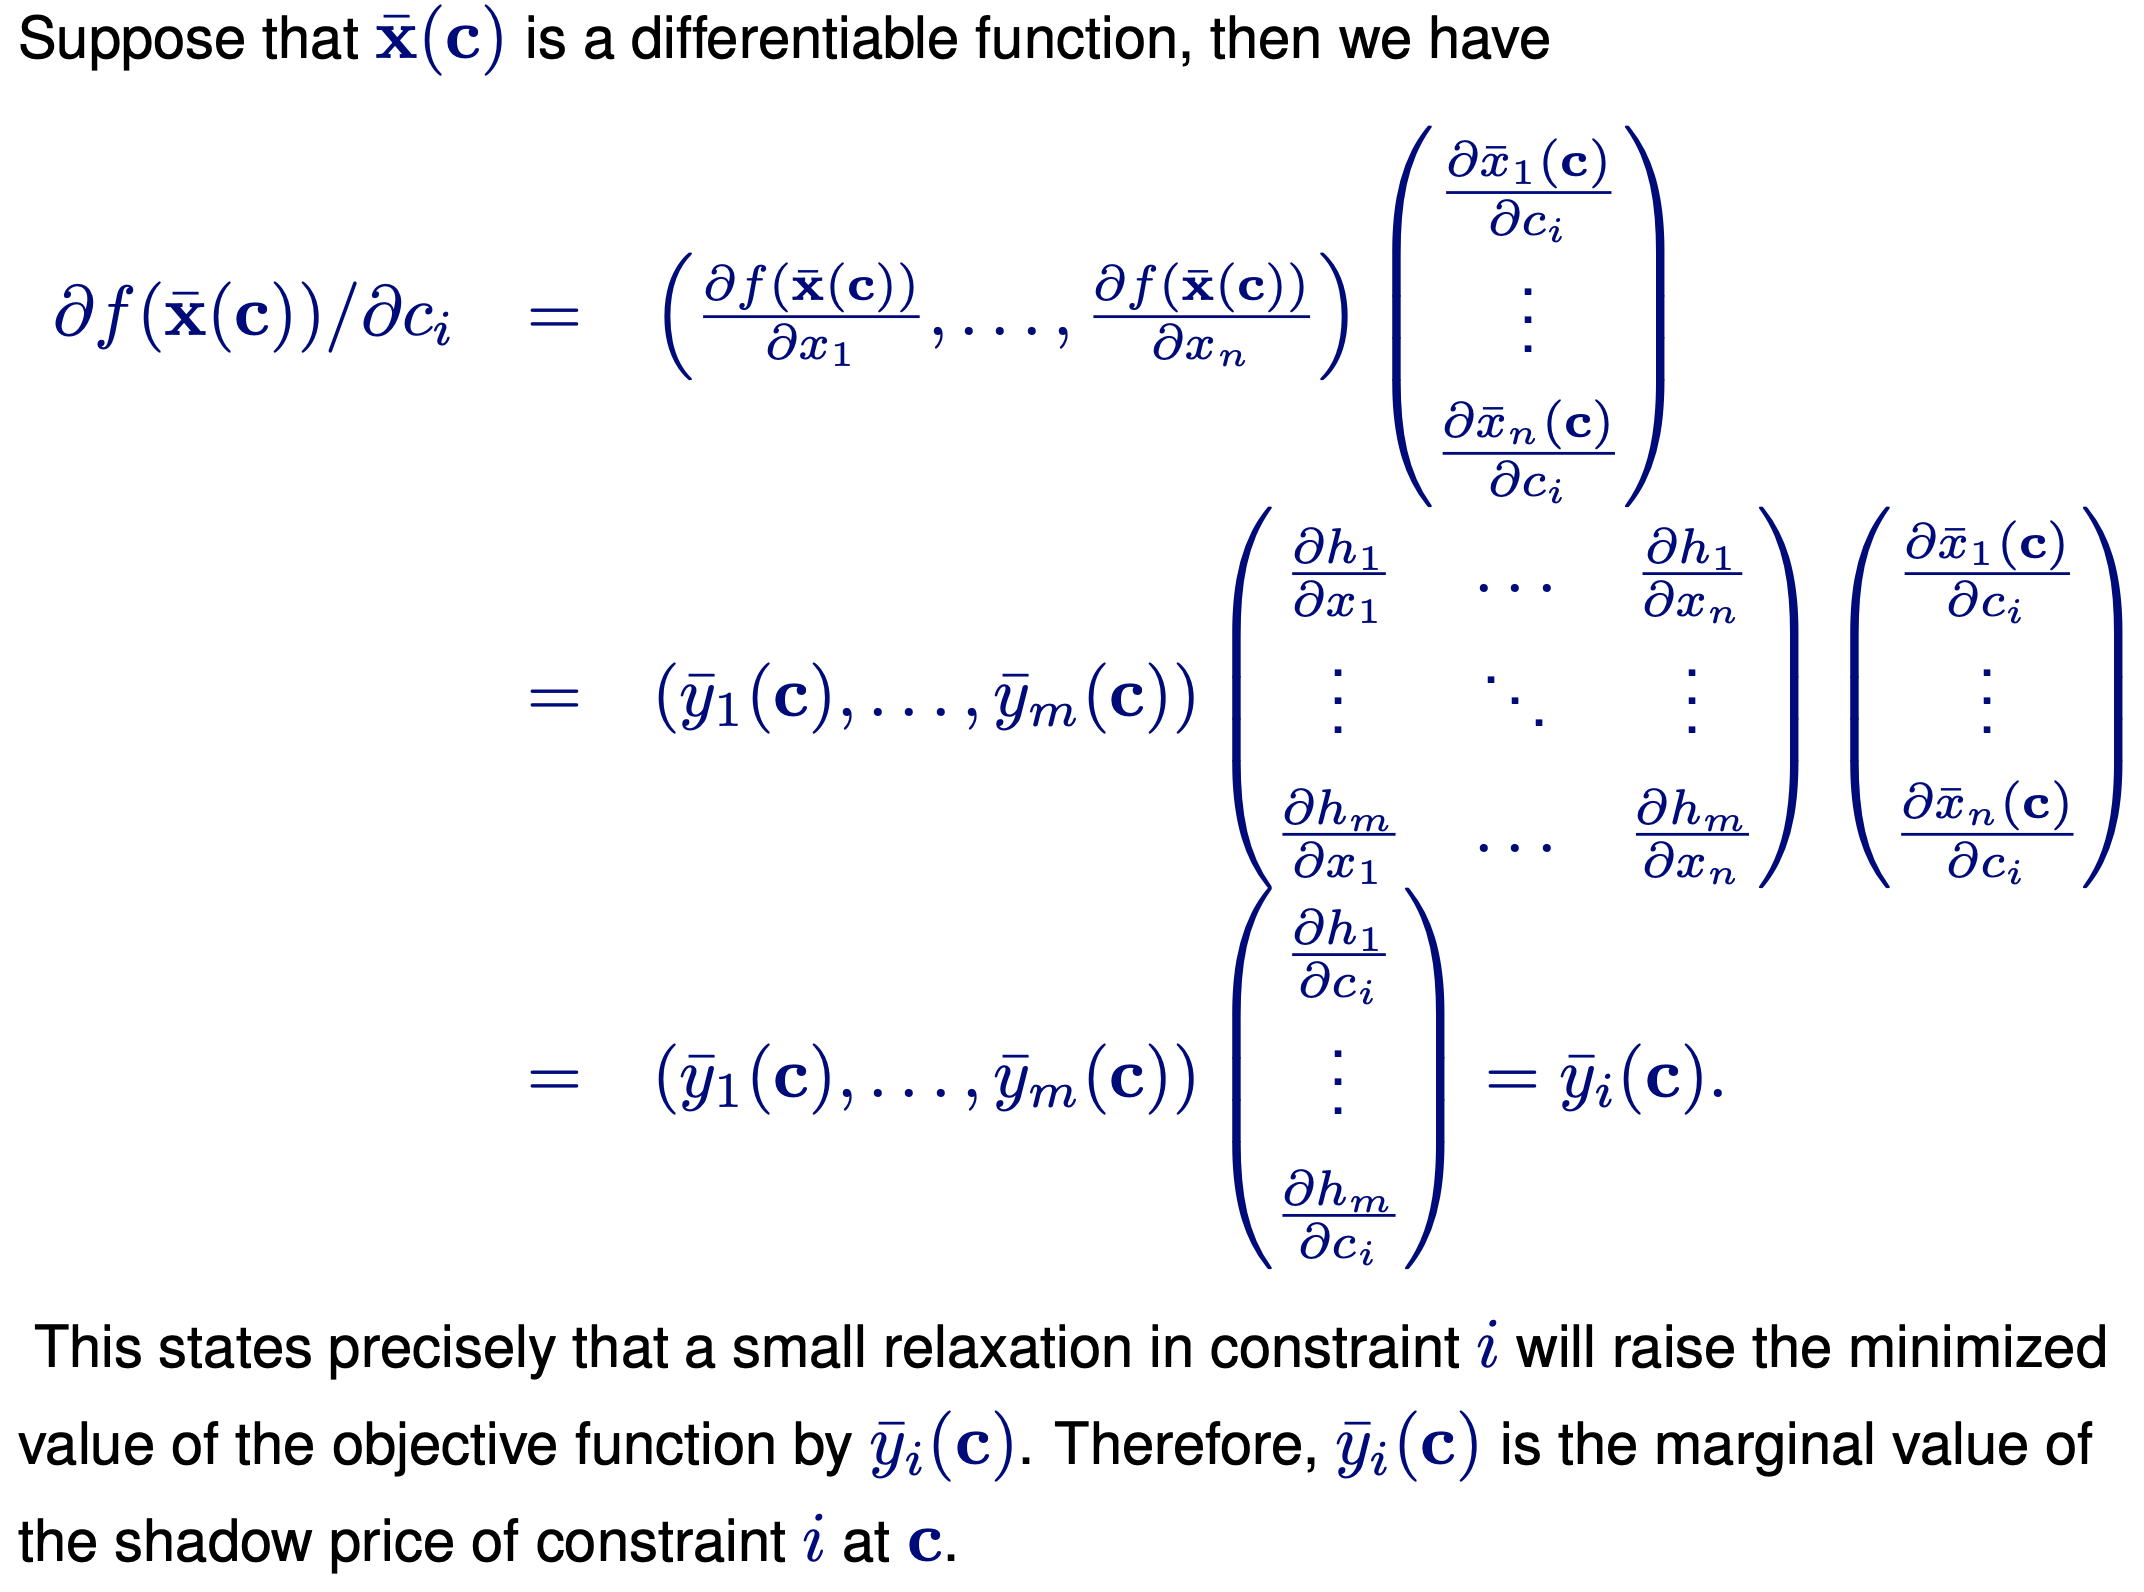 Suppose that $\bar{\mathbf{x}}(\mathbf{c})$ is a differentiable function, then we have
$\partial f(\bar{\mathbf{x}}(\mathbf{c}))/\partial c_i = \left( \frac{\partial f(\bar{\mathbf{x}}(\mathbf{c}))}{\partial x_1}, \ldots, \frac{\partial f(\bar{\mathbf{x}}(\mathbf{c}))}{\partial x_n} \right) \begin{pmatrix} \frac{\partial \bar{x}_1(\mathbf{c})}{\partial c_i} \\ \vdots \\ \frac{\partial \bar{x}_n(\mathbf{c})}{\partial c_i} \end{pmatrix}$
$= (\bar{y}_1(\mathbf{c}), \ldots, \bar{y}_m(\mathbf{c})) \begin{pmatrix} \frac{\partial h_1}{\partial x_1} & \cdots & \frac{\partial h_1}{\partial x_n} \\ \vdots & \ddots & \vdots \\ \frac{\partial h_m}{\partial x_1} & \cdots & \frac{\partial h_m}{\partial x_n} \end{pmatrix} \begin{pmatrix} \frac{\partial \bar{x}_1(\mathbf{c})}{\partial c_i} \\ \vdots \\ \frac{\partial \bar{x}_n(\mathbf{c})}{\partial c_i} \end{pmatrix}$
$= (\bar{y}_1(\mathbf{c}), \ldots, \bar{y}_m(\mathbf{c})) \begin{pmatrix} \frac{\partial h_1}{\partial c_i} \\ \vdots \\ \frac{\partial h_m}{\partial c_i} \end{pmatrix} = \bar{y}_i(\mathbf{c}).$
This states precisely that a small relaxation in constraint $i$ will raise the minimized
value of the objective function by $\bar{y}_i(\mathbf{c})$. Therefore, $\bar{y}_i(\mathbf{c})$ is the marginal value of
the shadow price of constraint $i$ at $\mathbf{c}$.